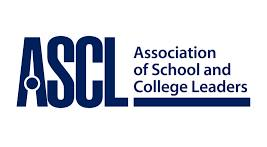 ASCL
Association
of School and
College Leaders